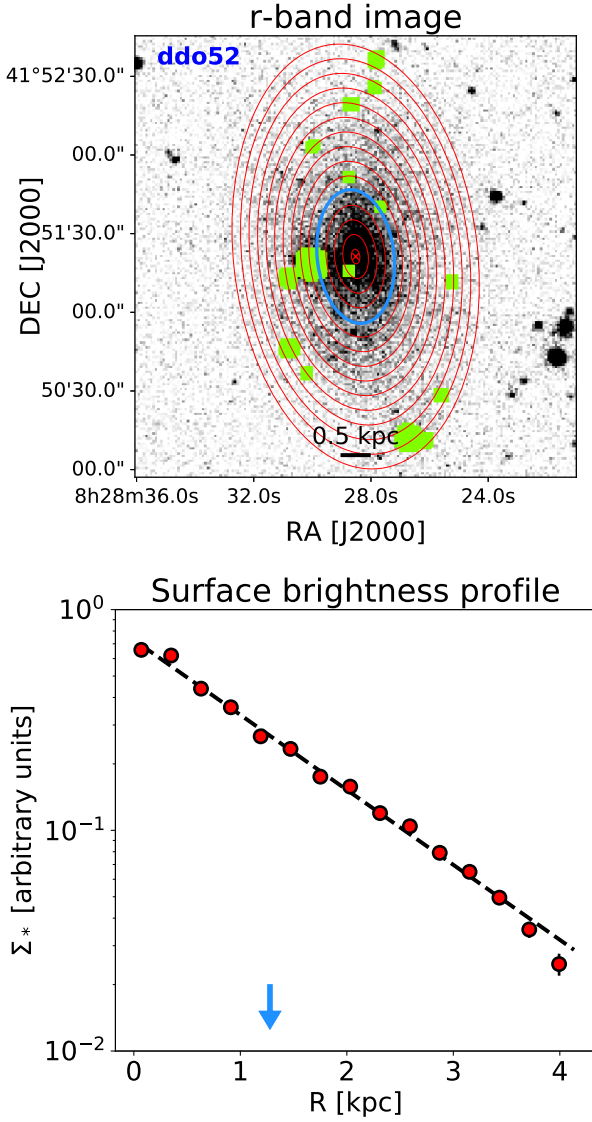 r-band image
ddo52
41°52'30.0"
00.0"
51'30.0"
00.0"
50'30.0"
00.0"
DEC [J2000]
0.5 kpc
8h28m36.0s 32.0s 28.0s 24.0s
RA [J2000]
Surface brightness profile
10⁰
10⁻¹
10⁻²
Σ* [arbitrary units]
0 1 2 3 4
R [kpc]